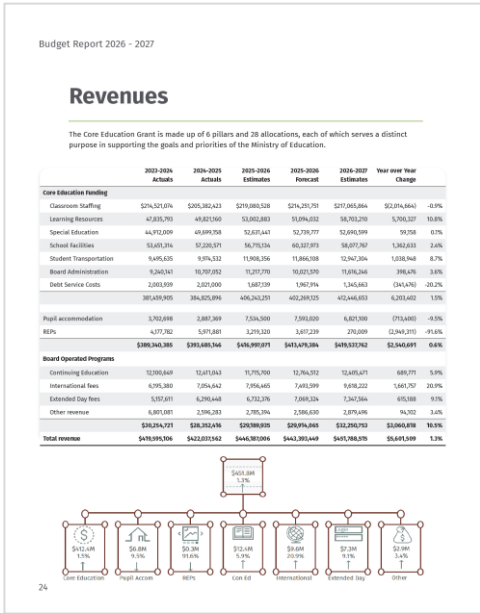 Budget Report 2026 - 2027
Revenues
The Core Education Grant is made up of 6 pillars and 28 allocations, each of which serves a distinct
purpose in supporting the goals and priorities of the Ministry of Education.
2023-2024 2024-2025 2025-2026 2025-2026 2026-2027 Year over Year
Actuals Actuals Estimates Forecast Estimates Change
Core Education Funding
Classroom Staffing $214,521,074 $205,382,423 $219,080,528 $214,251,751 $217,065,864 $(2,014,664) -0.9%
Learning Resources 47,835,793 49,821,160 53,002,883 51,094,032 58,703,210 5,700,327 10.8%
Special Education 44,912,009 49,699,758 52,631,441 52,739,777 52,690,599 59,158 0.1%
School Facilities 53,451,314 57,220,571 56,715,134 60,327,973 58,077,767 1,362,633 2.4%
Student Transportation 9,495,635 9,974,532 11,908,356 11,866,108 12,947,304 1,038,948 8.7%
Board Administration 9,240,141 10,707,052 11,217,770 10,021,570 11,616,246 398,476 3.6%
Debt Service Costs 2,003,939 2,021,000 1,687,139 1,967,914 1,345,663 (341,476) -20.2%
381,459,905 384,825,896 406,243,251 402,269,125 412,446,653 6,203,402 1.5%
Pupil accommodation 3,702,698 2,887,369 7,534,500 7,593,020 6,821,100 (713,400) -9.5%
REPs 4,177,782 5,971,881 3,219,320 3,617,239 270,009 (2,949,311) -91.6%
$389,340,385 $393,685,146 $416,997,071 $413,479,384 $419,537,762 $2,540,691 0.6%
Board Operated Programs
Continuing Education 12,100,649 12,411,043 11,715,700 12,764,512 12,405,471 689,771 5.9%
International fees 6,195,380 7,054,642 7,956,465 7,493,599 9,618,222 1,661,757 20.9%
Extended Day fees 5,157,611 6,290,448 6,732,376 7,069,324 7,347,564 615,188 9.1%
Other revenue 6,801,081 2,596,283 2,785,394 2,586,630 2,879,496 94,102 3.4%
$30,254,721 $28,352,416 $29,189,935 $29,914,065 $32,250,753 $3,060,818 10.5%
Total revenue $419,595,106 $422,037,562 $446,187,006 $443,393,449 $451,788,515 $5,601,509 1.3%
$451.8M
1.3%
$412.4M $6.8M $0.3M $12.4M $9.6M $7.3M $2.9M
1.5% 9.5% 91.6% 5.9% 20.9% 9.1% 3.4%
Core Education Pupil Accom REPs Con Ed International Extended Day Other
24